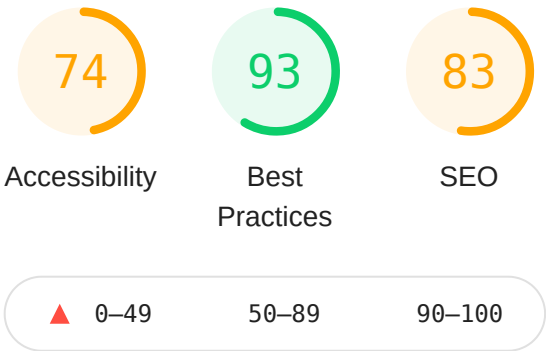 74
93
83
Accessibility
Best
Practices
SEO
0–49
50–89
90–100